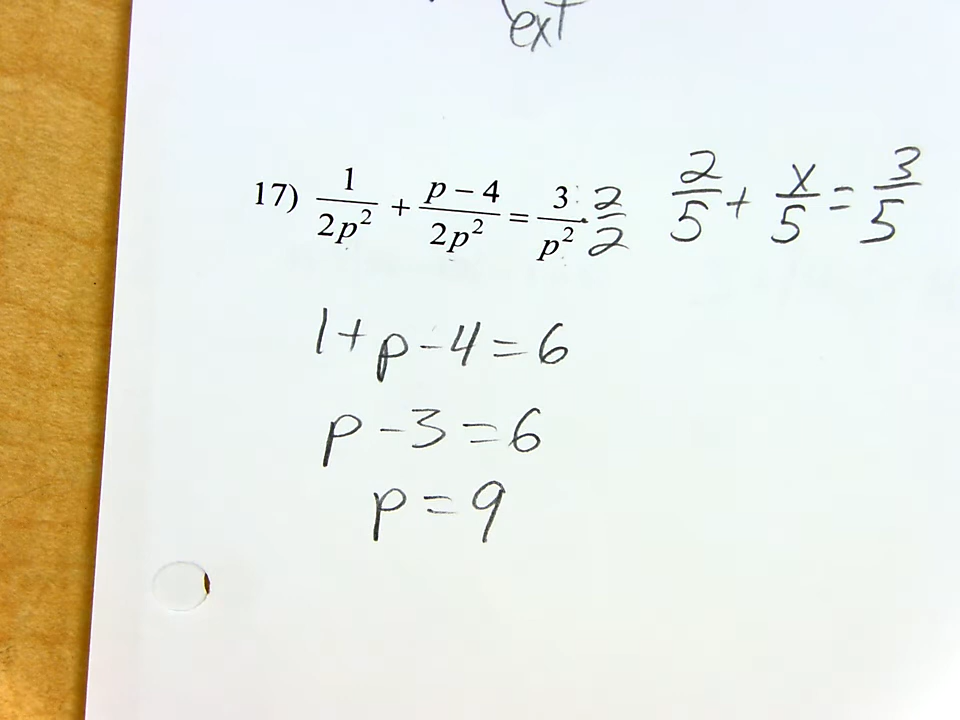 ext
17) 1/(2p²) + (p − 4)/(2p²) = 3/p² · 2/2   2/5 + x/5 = 3/5
1 + p − 4 = 6
p − 3 = 6
p = 9